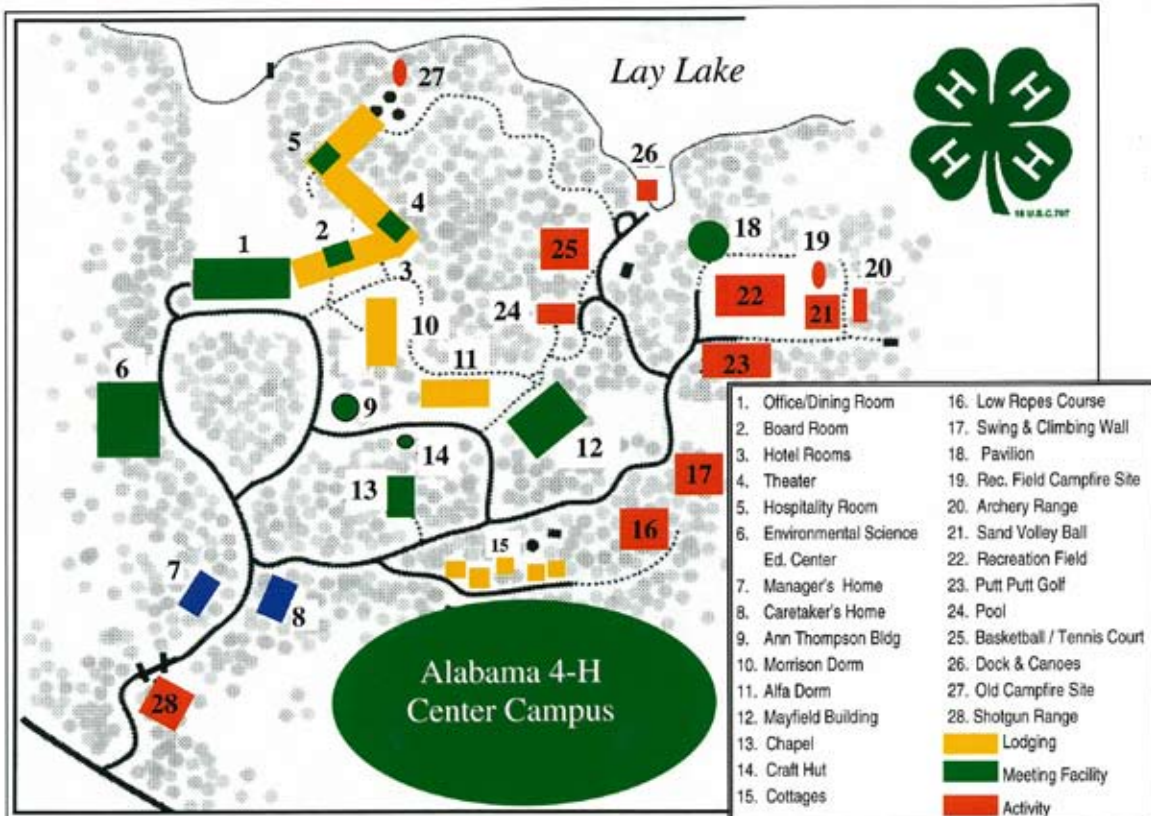 Lay Lake
H H
H H
18 U.S.C. 707
27
5
26
4
18
2
19
1
25
20
3
22
24
21
10
23
6
11
9
12
14
17
13
16
15
7
8
28
Alabama 4-H
Center Campus
1. Office/Dining Room
2. Board Room
3. Hotel Rooms
4. Theater
5. Hospitality Room
6. Environmental Science
Ed. Center
7. Manager's Home
8. Caretaker's Home
9. Ann Thompson Bldg
10. Morrison Dorm
11. Alfa Dorm
12. Mayfield Building
13. Chapel
14. Craft Hut
15. Cottages
16. Low Ropes Course
17. Swing & Climbing Wall
18. Pavilion
19. Rec. Field Campfire Site
20. Archery Range
21. Sand Volley Ball
22. Recreation Field
23. Putt Putt Golf
24. Pool
25. Basketball / Tennis Court
26. Dock & Canoes
27. Old Campfire Site
28. Shotgun Range
Lodging
Meeting Facility
Activity